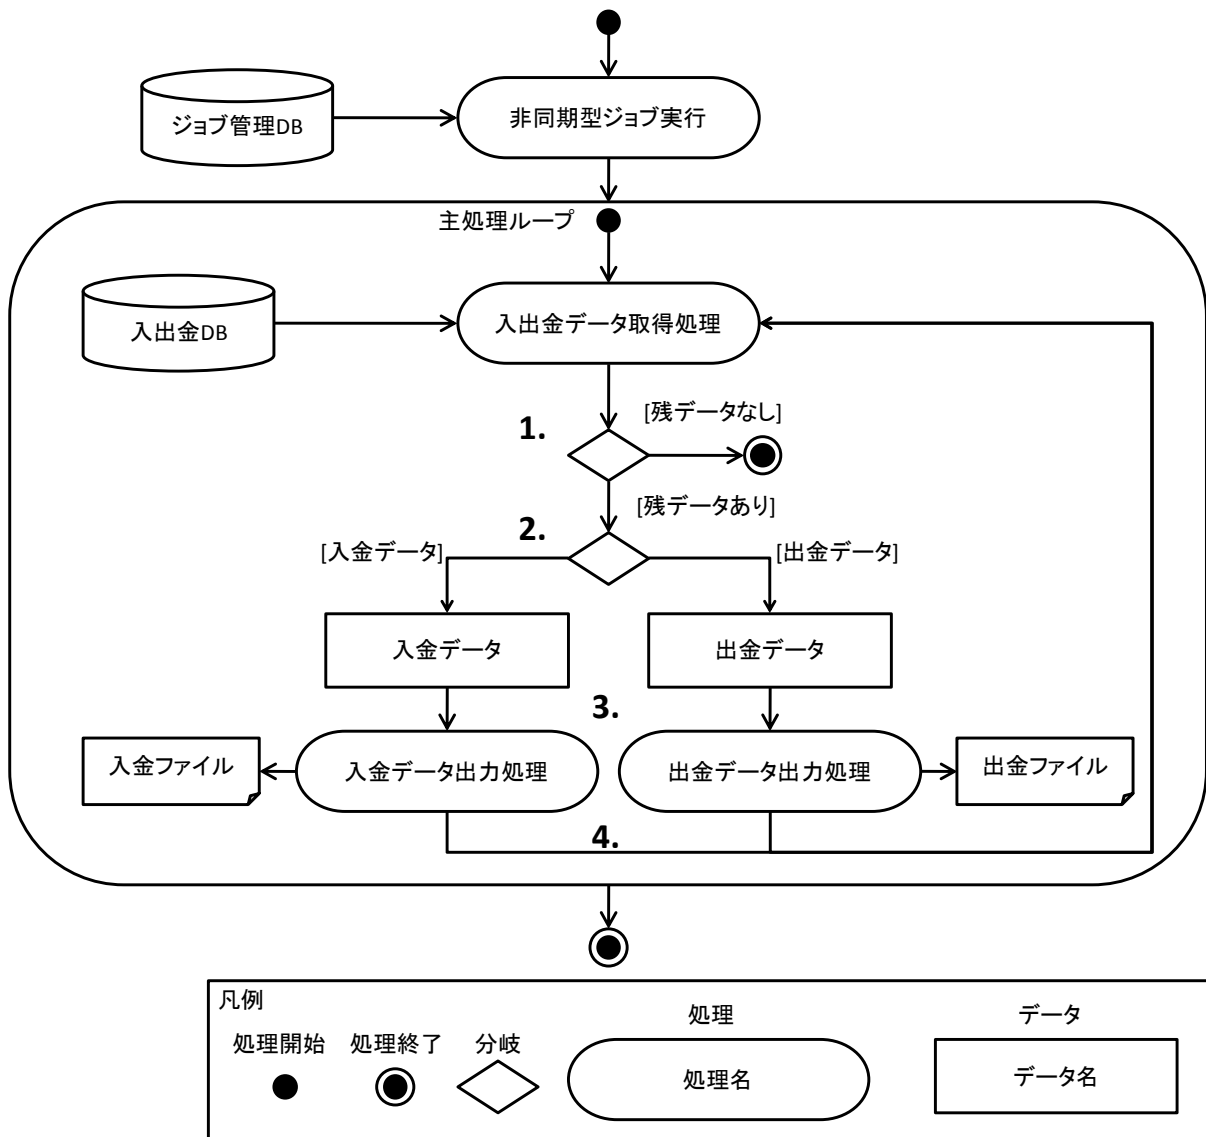 ジョブ管理DB
非同期型ジョブ実行
主処理ループ
入出金DB
入出金データ取得処理
1.
[残データなし]
[残データあり]
2.
[入金データ]
[出金データ]
入金データ
出金データ
3.
入金ファイル
入金データ出力処理
出金データ出力処理
出金ファイル
4.
凡例
処理開始
処理終了
分岐
処理
処理名
データ
データ名